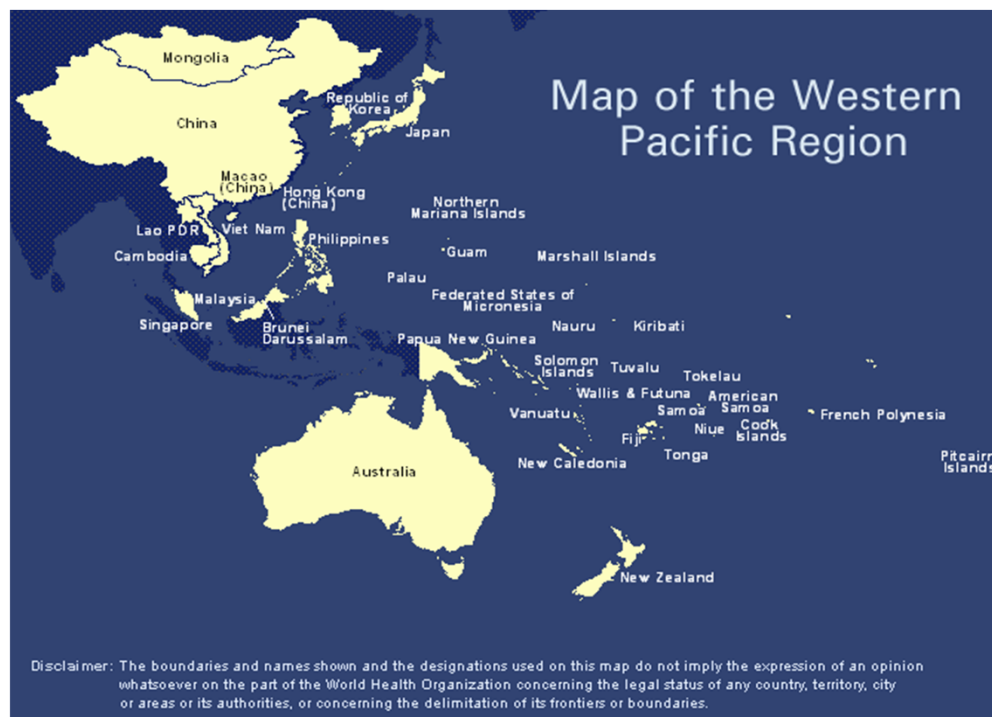 Map of the Western
Pacific Region
Mongolia
China
Republic of
Korea
Japan
Macao
(China)
Hong Kong
(China)
Northern
Mariana Islands
Lao PDR
Viet Nam
Philippines
Guam
Cambodia
Marshall Islands
Palau
Malaysia
Federated States of
Micronesia
Singapore
Brunei
Darussalam
Papua New Guinea
Nauru
Kiribati
Solomon
Islands
Tuvalu
Tokelau
Wallis & Futuna
American
Samoa
Samoa
Vanuatu
French Polynesia
Fiji
Niue
Cook
Islands
Tonga
New Caledonia
Pitcairn
Islands
Australia
New Zealand
Disclaimer: The boundaries and names shown and the designations used on this map do not imply the expression of an opinion
whatsoever on the part of the World Health Organization concerning the legal status of any country, territory, city
or areas or its authorities, or concerning the delimitation of its frontiers or boundaries.